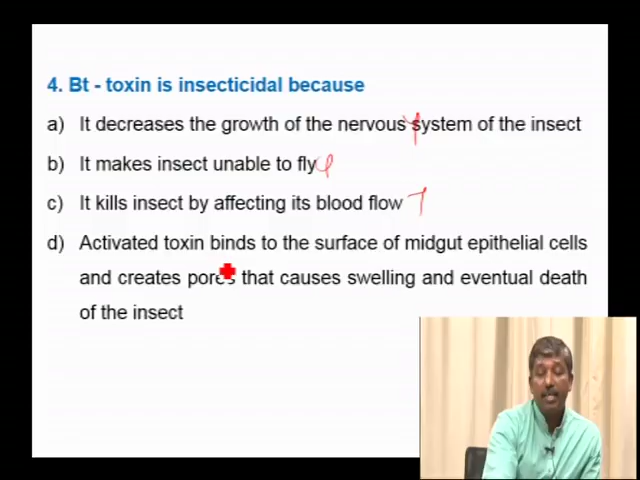 4. Bt - toxin is insecticidal because
a) It decreases the growth of the nervous system of the insect
b) It makes insect unable to fly
c) It kills insect by affecting its blood flow
d) Activated toxin binds to the surface of midgut epithelial cells
and creates pores that causes swelling and eventual death
of the insect